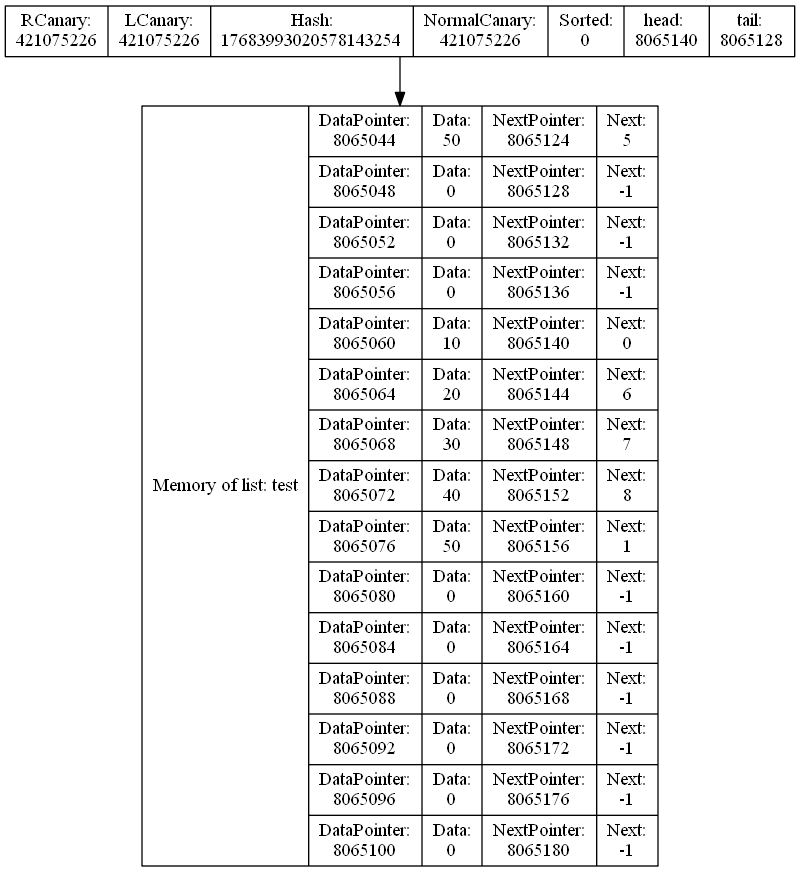 RCanary: LCanary: Hash: NormalCanary: Sorted: head: tail:
421075226 421075226 17683993020578143254 421075226 0 8065140 8065128
DataPointer: Data: NextPointer: Next:
8065044 50 8065124 5
DataPointer: Data: NextPointer: Next:
8065048 0 8065128 -1
DataPointer: Data: NextPointer: Next:
8065052 0 8065132 -1
DataPointer: Data: NextPointer: Next:
8065056 0 8065136 -1
DataPointer: Data: NextPointer: Next:
8065060 10 8065140 0
DataPointer: Data: NextPointer: Next:
8065064 20 8065144 6
DataPointer: Data: NextPointer: Next:
8065068 30 8065148 7
DataPointer: Data: NextPointer: Next:
Memory of list: test
8065072 40 8065152 8
DataPointer: Data: NextPointer: Next:
8065076 50 8065156 1
DataPointer: Data: NextPointer: Next:
8065080 0 8065160 -1
DataPointer: Data: NextPointer: Next:
8065084 0 8065164 -1
DataPointer: Data: NextPointer: Next:
8065088 0 8065168 -1
DataPointer: Data: NextPointer: Next:
8065092 0 8065172 -1
DataPointer: Data: NextPointer: Next:
8065096 0 8065176 -1
DataPointer: Data: NextPointer: Next:
8065100 0 8065180 -1